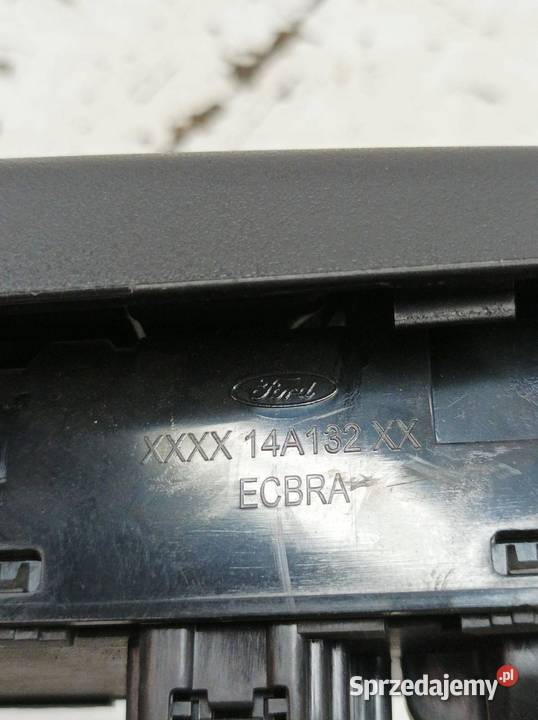 Ford
XXXX 14A132 XX
ECBRA
Sprzedajemy.pl